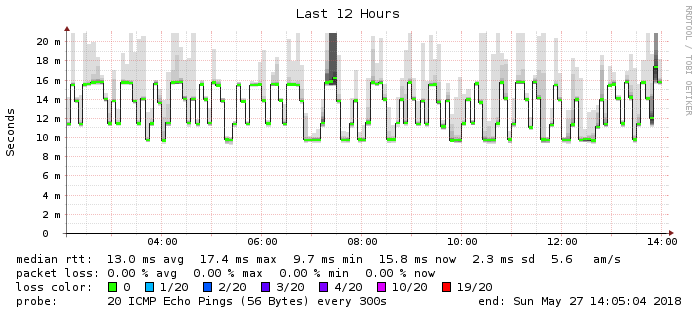 Last 12 Hours
RRDTOOL / TOBI OETIKER
Seconds
20 m
18 m
16 m
14 m
12 m
10 m
8 m
6 m
4 m
2 m
0
04:00 06:00 08:00 10:00 12:00 14:00
median rtt: 13.0 ms avg 17.4 ms max 9.7 ms min 15.8 ms now 2.3 ms sd 5.6 am/s
packet loss: 0.00 % avg 0.00 % max 0.00 % min 0.00 % now
loss color: 0 1/20 2/20 3/20 4/20 10/20 19/20
probe: 20 ICMP Echo Pings (56 Bytes) every 300s end: Sun May 27 14:05:04 2018